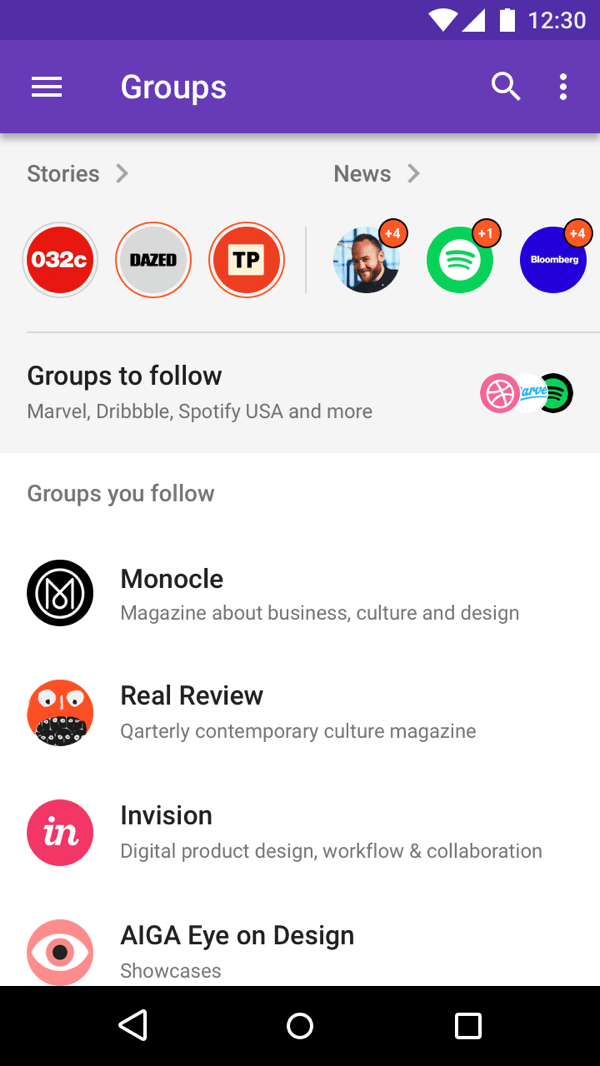 12:30
Groups
Stories
News
032c
DAZED
TP
+4
+1
Bloomberg
+4
Groups to follow
Marvel, Dribbble, Spotify USA and more
arve
Groups you follow
Monocle
Magazine about business, culture and design
Real Review
Qarterly contemporary culture magazine
in
Invision
Digital product design, workflow & collaboration
AIGA Eye on Design
Showcases